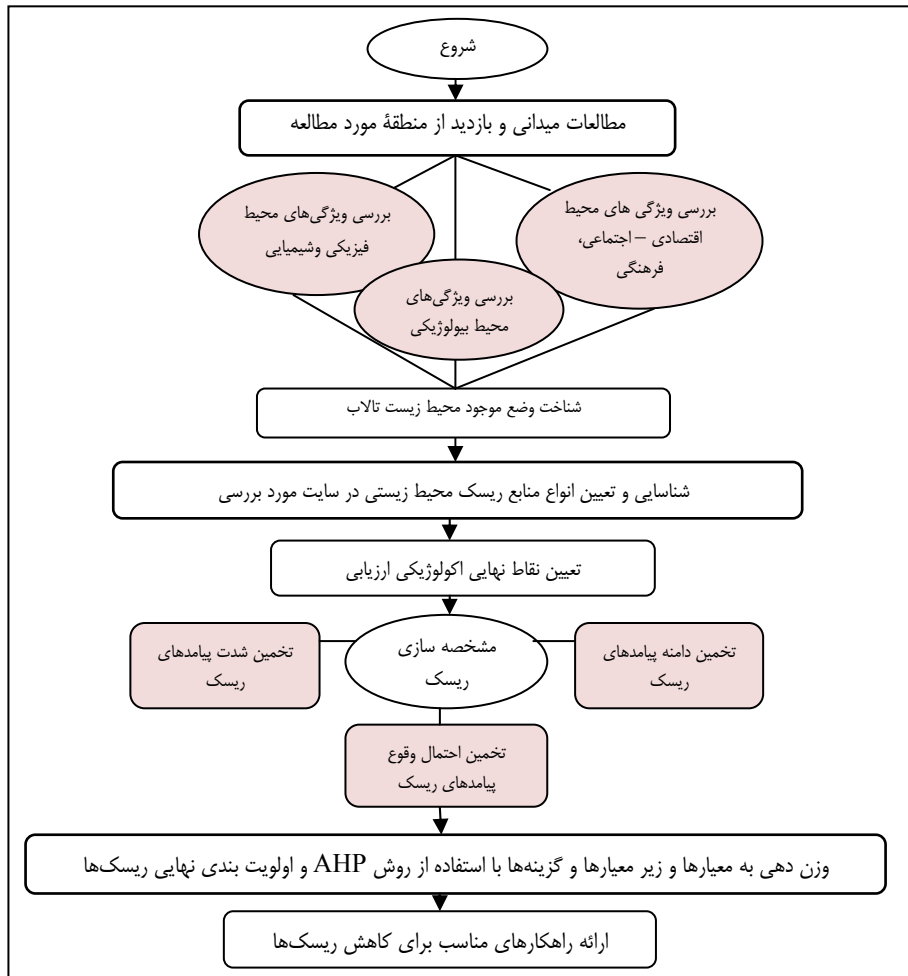 شروع
مطالعات میدانی و بازدید از منطقۀ مورد مطالعه
بررسی ویژگی های محیط
اقتصادی – اجتماعی،
فرهنگی
بررسی ویژگی‌های محیط
فیزیکی وشیمیایی
بررسی ویژگی‌های
محیط بیولوژیکی
شناخت وضع موجود محیط زیست تالاب
شناسایی و تعیین انواع منابع ریسک محیط زیستی در سایت مورد بررسی
تعیین نقاط نهایی اکولوژیکی ارزیابی
مشخصه سازی
ریسک
تخمین دامنه پیامدهای
ریسک
تخمین شدت پیامدهای
ریسک
تخمین احتمال وقوع
پیامدهای ریسک
وزن دهی به معیارها و زیر معیارها و گزینه‌ها با استفاده از روش AHP و اولویت بندی نهایی ریسک‌ها
ارائه راهکارهای مناسب برای کاهش ریسک‌ها